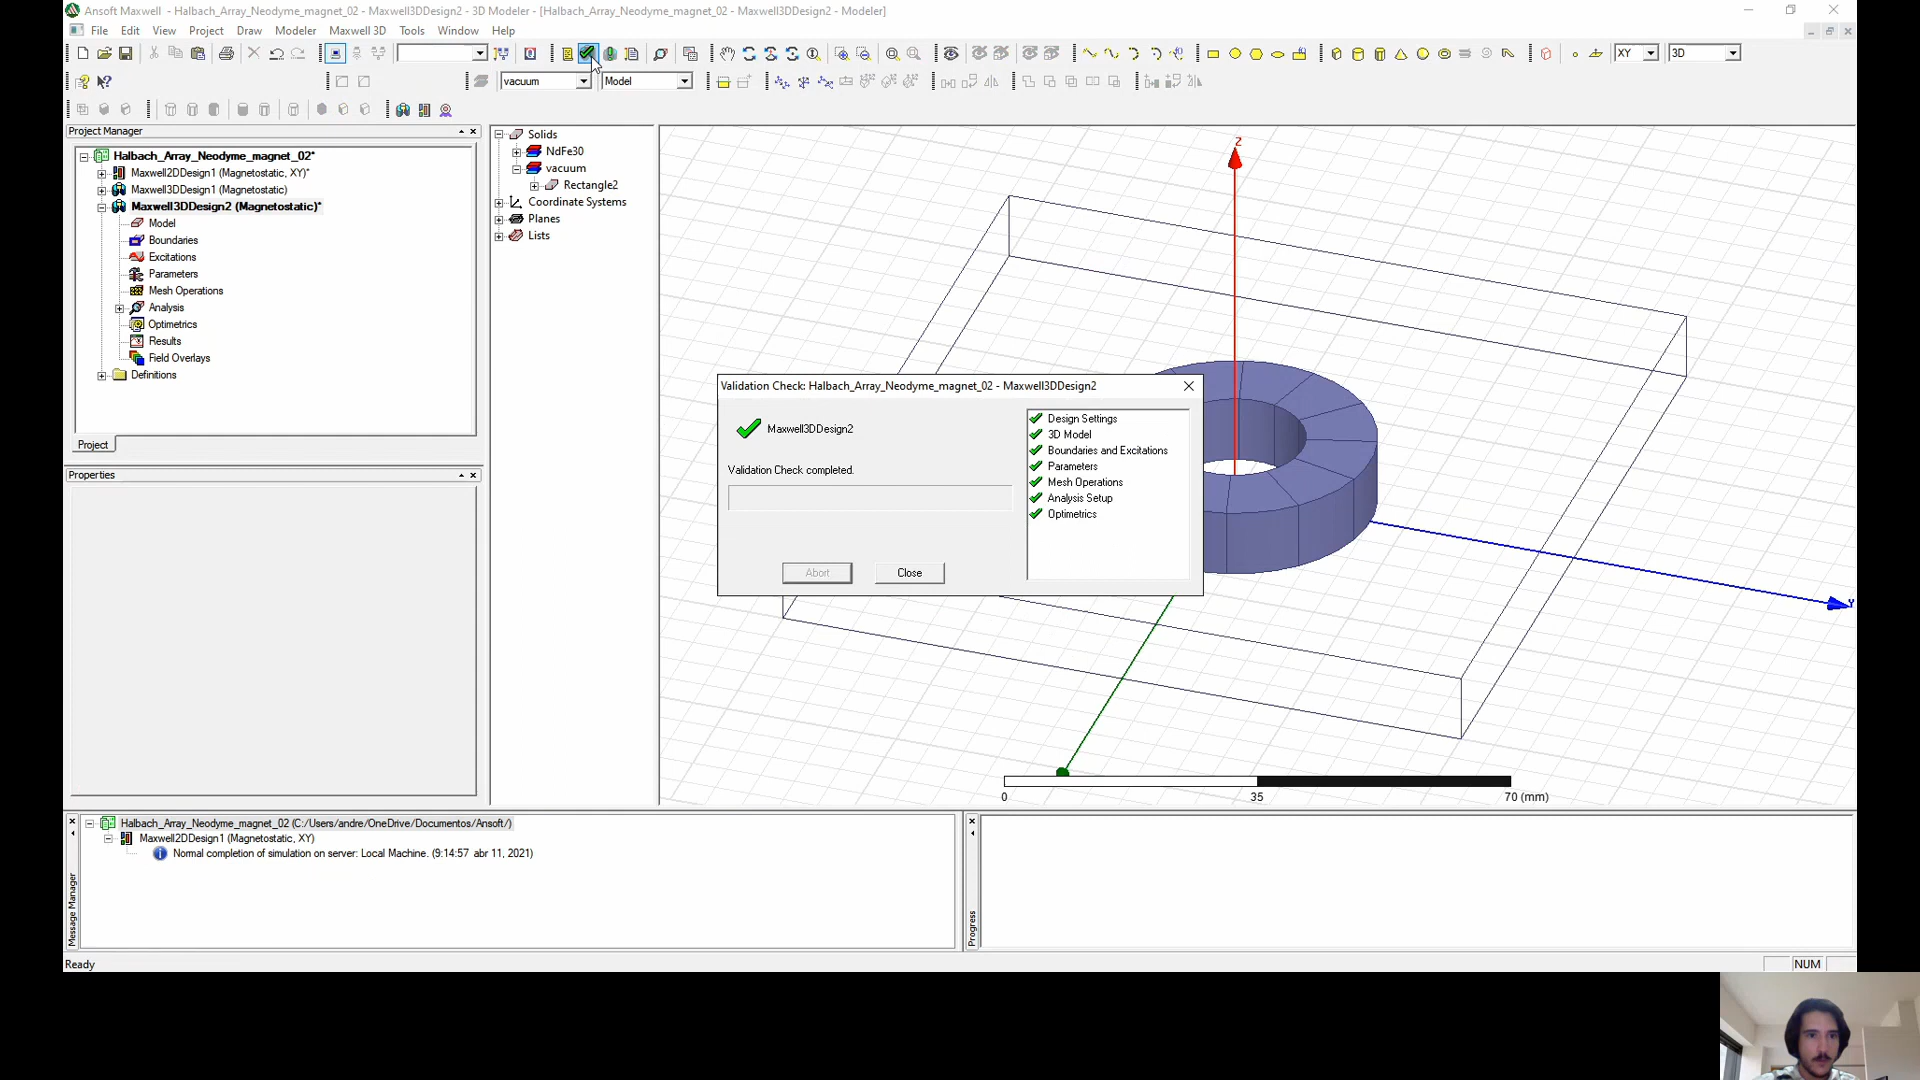 Ansoft Maxwell - Halbach_Array_Neodyme_magnet_02 - Maxwell3DDesign2 - 3D Modeler - [Halbach_Array_Neodyme_magnet_02 - Maxwell3DDesign2 - Modeler]
File Edit View Project Draw Modeler Maxwell 3D Tools Window Help
XY 3D
vacuum Model
Project Manager
Halbach_Array_Neodyme_magnet_02*
Maxwell2DDesign1 (Magnetostatic, XY)*
Maxwell3DDesign1 (Magnetostatic)
Maxwell3DDesign2 (Magnetostatic)*
Model
Boundaries
Excitations
Parameters
Mesh Operations
Analysis
Optimetrics
Results
Field Overlays
Definitions
Project
Properties
Solids
NdFe30
vacuum
Rectangle2
Coordinate Systems
Planes
Lists
Z
Y
Validation Check: Halbach_Array_Neodyme_magnet_02 - Maxwell3DDesign2
Maxwell3DDesign2
Validation Check completed.
Abort
Close
Design Settings
3D Model
Boundaries and Excitations
Parameters
Mesh Operations
Analysis Setup
Optimetrics
0 35 70 (mm)
Halbach_Array_Neodyme_magnet_02 (C:/Users/andre/OneDrive/Documentos/Ansoft/)
Maxwell2DDesign1 (Magnetostatic, XY)
Normal completion of simulation on server: Local Machine. (9:14:57 abr 11, 2021)
Message Manager
Progress
Ready
NUM